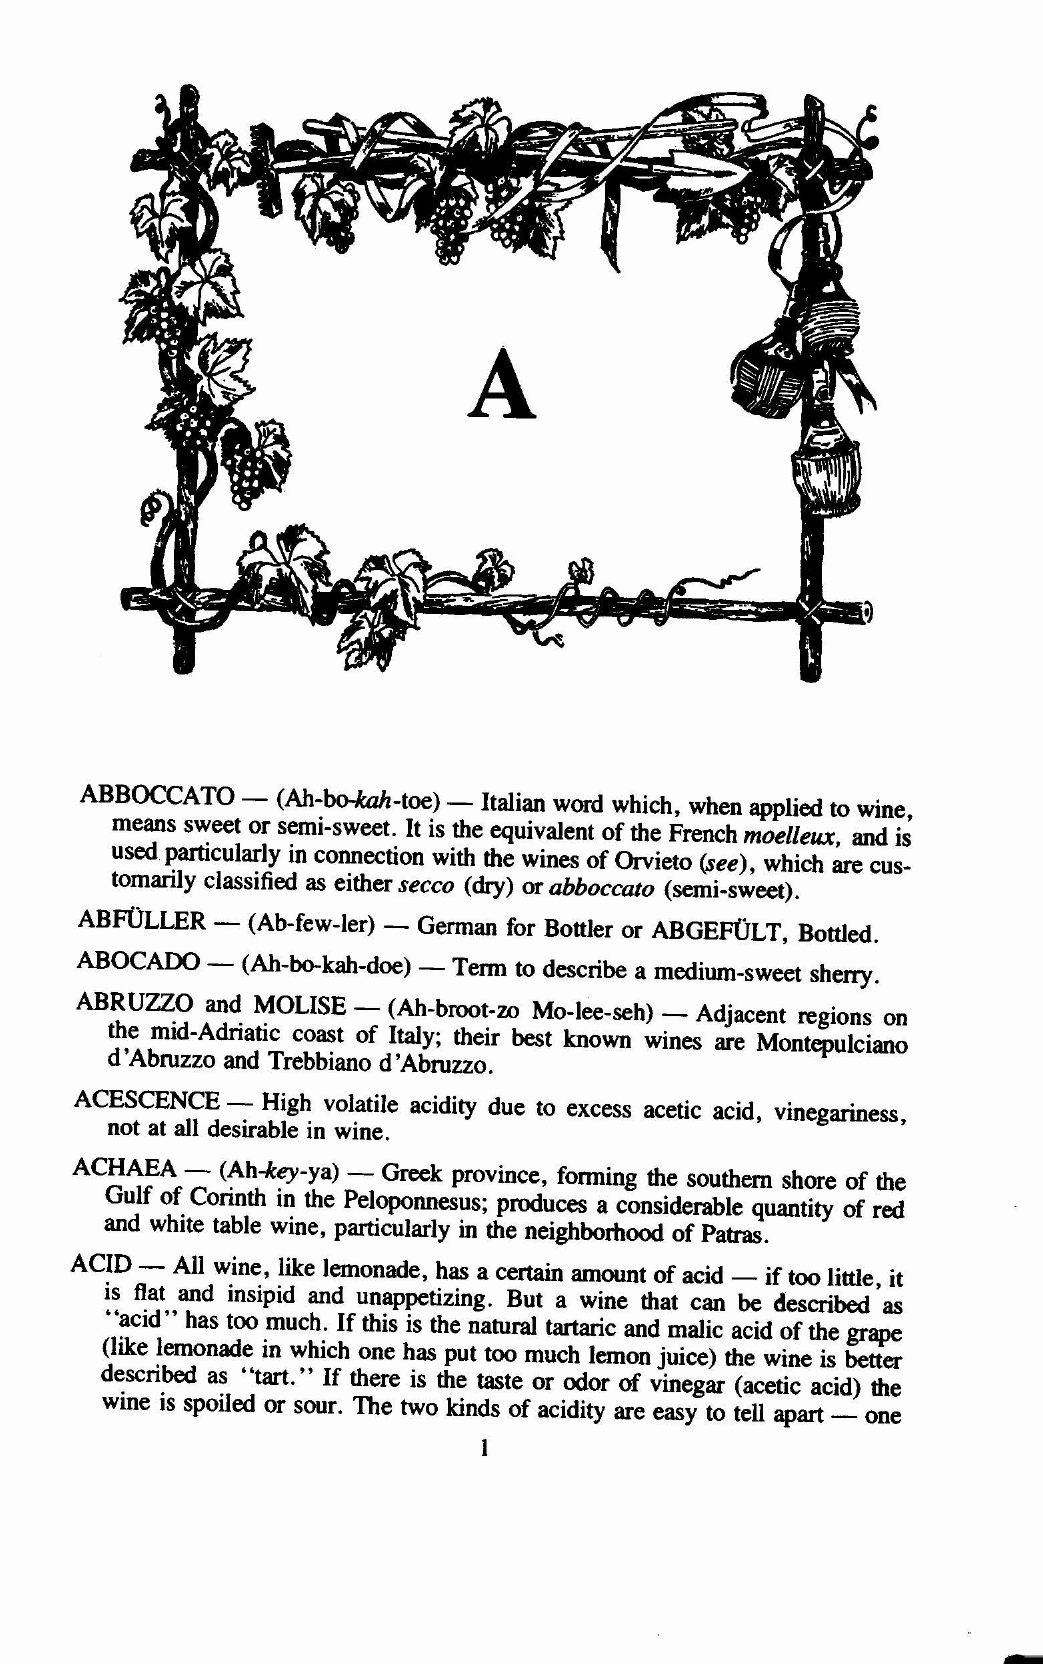 A
ABBOCCATO — (Ah-bo-kah-toe) — Italian word which, when applied to wine,
means sweet or semi-sweet. It is the equivalent of the French moelleux, and is
used particularly in connection with the wines of Orvieto (see), which are cus-
tomarily classified as either secco (dry) or abboccato (semi-sweet).
ABFÜLLER — (Ab-few-ler) — German for Bottler or ABGEFÜLT, Bottled.
ABOCADO — (Ah-bo-kah-doe) — Term to describe a medium-sweet sherry.
ABRUZZO and MOLISE — (Ah-broot-zo Mo-lee-seh) — Adjacent regions on
the mid-Adriatic coast of Italy; their best known wines are Montepulciano
d'Abruzzo and Trebbiano d'Abruzzo.
ACESCENCE — High volatile acidity due to excess acetic acid, vinegariness,
not at all desirable in wine.
ACHAEA — (Ah-key-ya) — Greek province, forming the southern shore of the
Gulf of Corinth in the Peloponnesus; produces a considerable quantity of red
and white table wine, particularly in the neighborhood of Patras.
ACID — All wine, like lemonade, has a certain amount of acid — if too little, it
is flat and insipid and unappetizing. But a wine that can be described as
"acid" has too much. If this is the natural tartaric and malic acid of the grape
(like lemonade in which one has put too much lemon juice) the wine is better
described as "tart." If there is the taste or odor of vinegar (acetic acid) the
wine is spoiled or sour. The two kinds of acidity are easy to tell apart — one
1